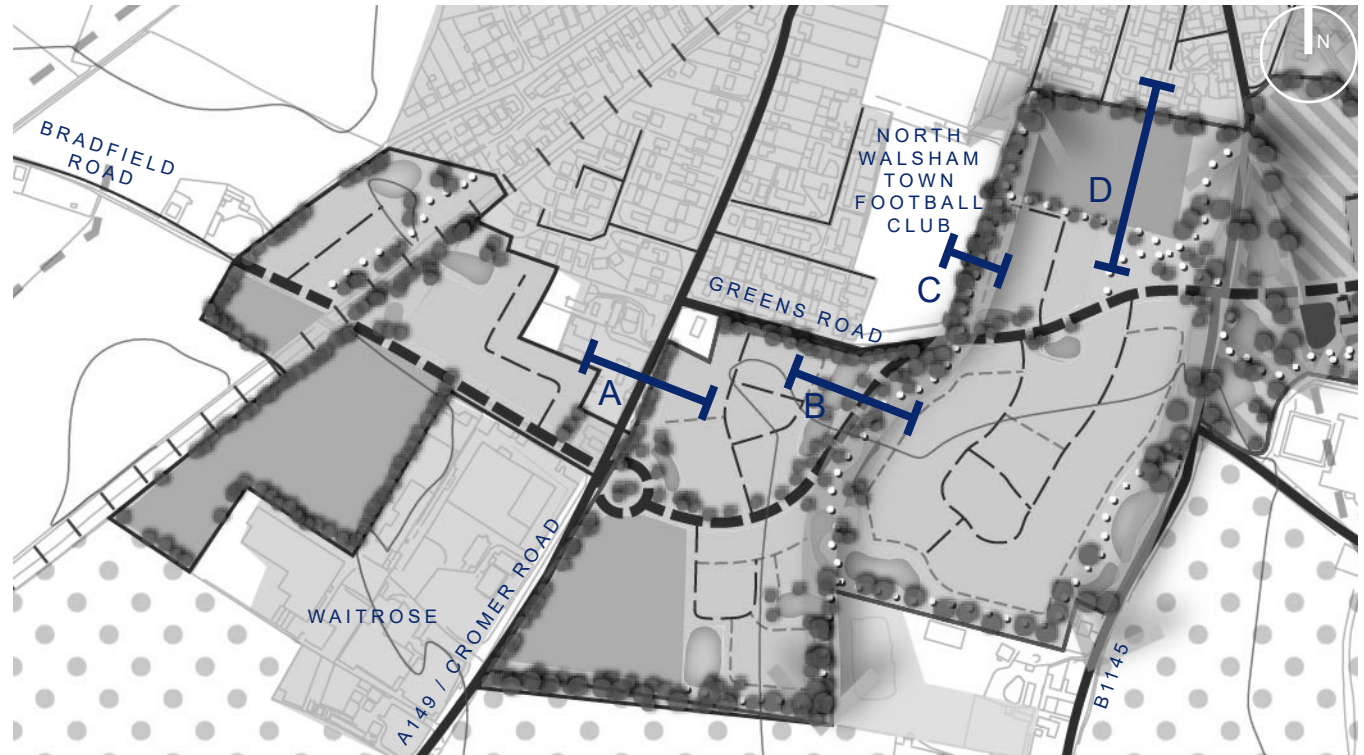 N
BRADFIELD
ROAD
NORTH
WALSHAM
TOWN
FOOTBALL
CLUB
D
C
GREENS ROAD
A
B
WAITROSE
A149 / CROMER ROAD
B1145